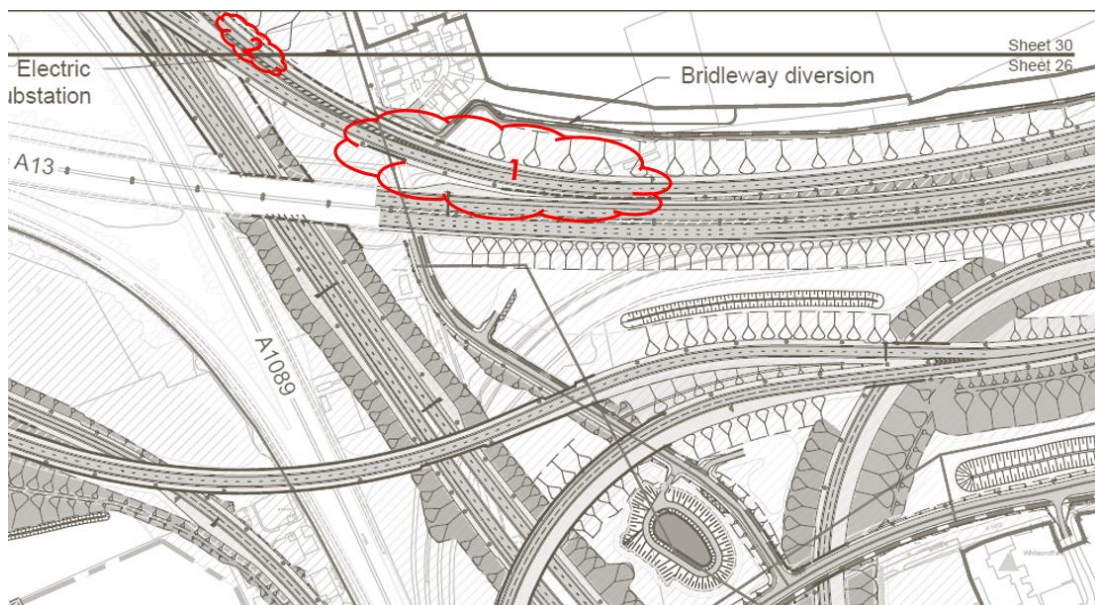 2
Sheet 30
Sheet 26
Electric
ubstation
Bridleway diversion
A13
1
A1089